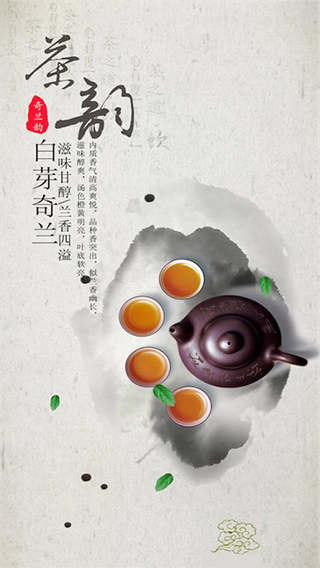 茶韵
奇兰韵
白芽奇兰
滋味甘醇/兰香四溢
内质香气清高爽悦，品种香突出，似兰香幽长，
滋味醇爽，汤色橙黄明亮，叶底软亮